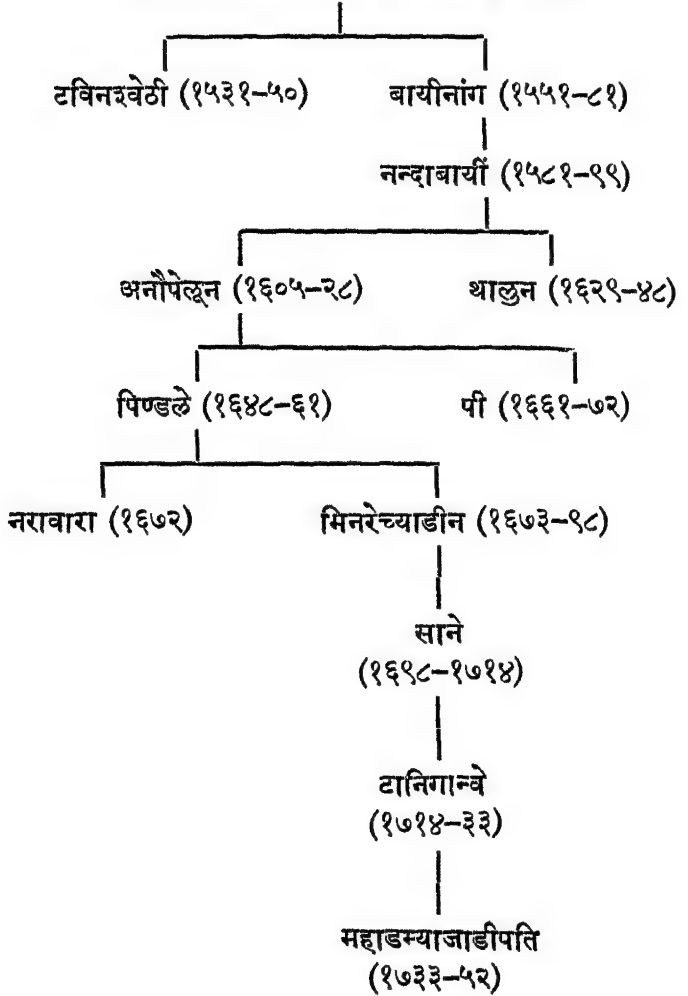 टविनश्वेठी (१५३१–५०) बायीनांग (१५५१–८१)
नन्दाबायीं (१५८१–९९)
अनौपेलून (१६०५–२८) थालुन (१६२९–४८)
पिण्डले (१६४८–६१) पी (१६६१–७२)
नरावारा (१६७२) मिनरेच्याडीन (१६७३–९८)
साने
(१६९८–१७१४)
टानिगान्वे
(१७१४–३३)
महाडम्याजाडीपति
(१७३३–५२)